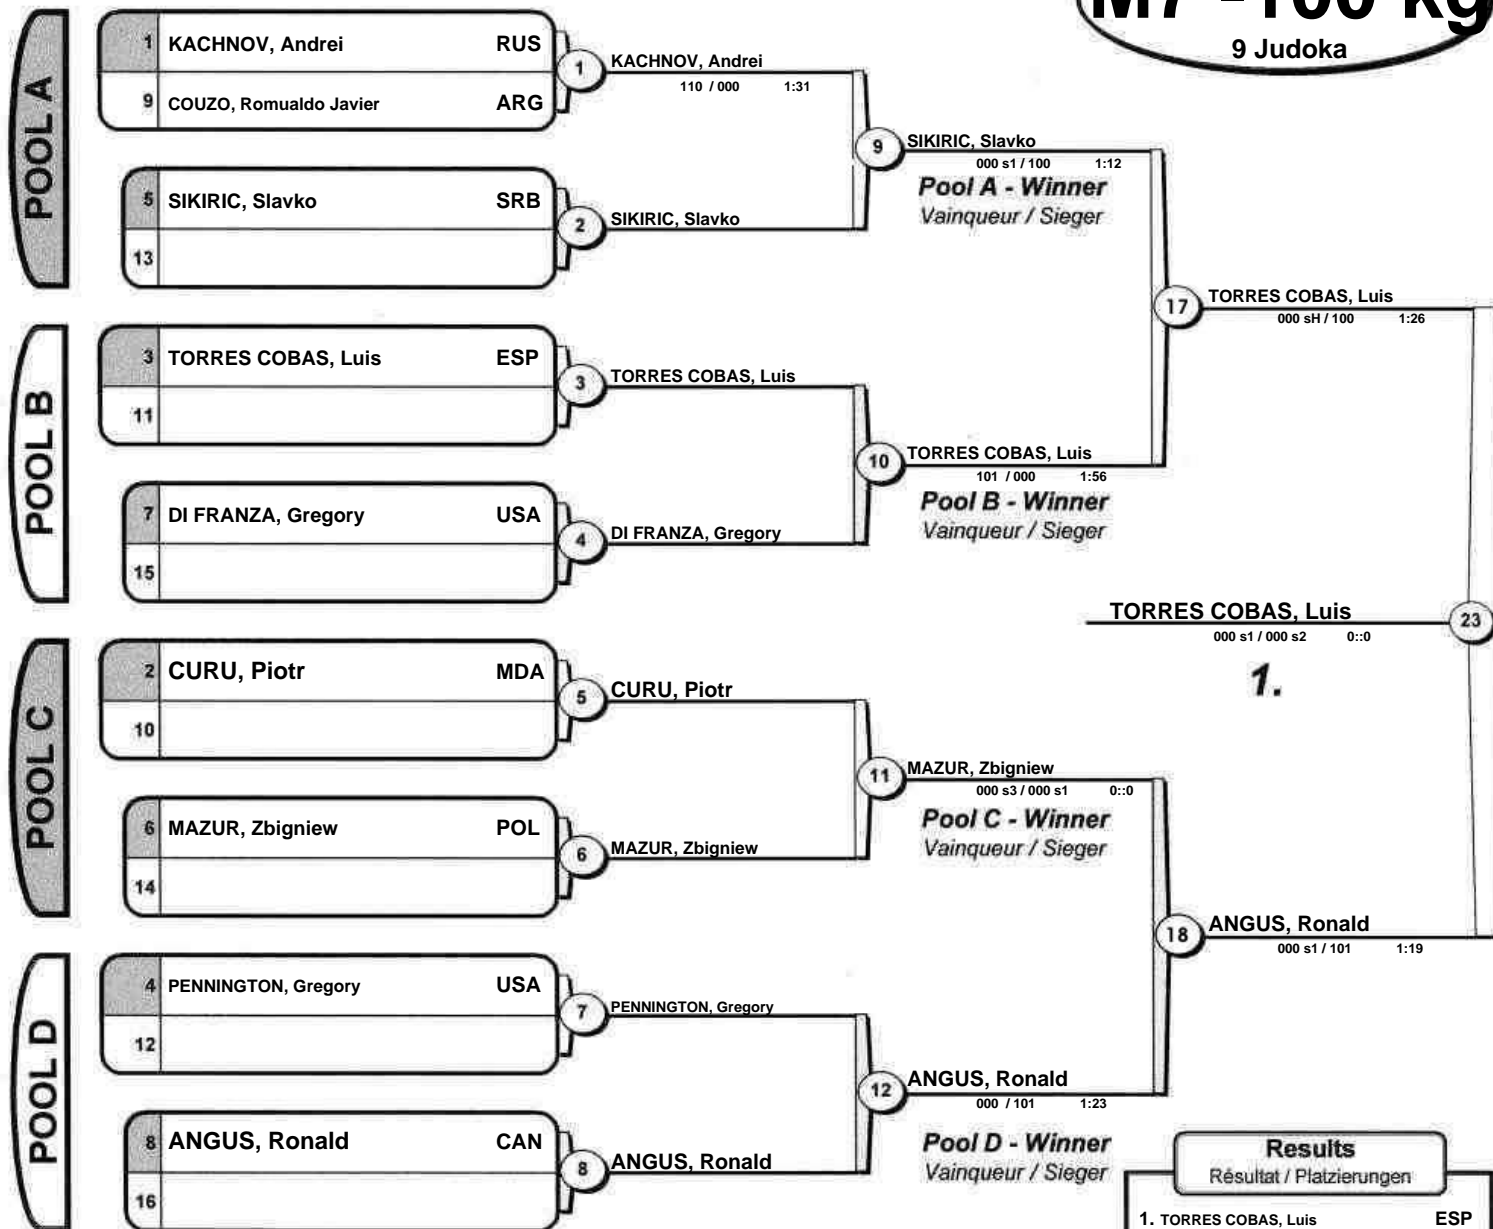 M7 -100 kg
9 Judoka
POOL A
1 KACHNOV, Andrei RUS
9 COUZO, Romualdo Javier ARG
1 KACHNOV, Andrei
110 / 000 1:31
5 SIKIRIC, Slavko SRB
13
2 SIKIRIC, Slavko
9 SIKIRIC, Slavko
000 s1 / 100 1:12
Pool A - Winner
Vainqueur / Sieger
POOL B
3 TORRES COBAS, Luis ESP
11
3 TORRES COBAS, Luis
7 DI FRANZA, Gregory USA
15
4 DI FRANZA, Gregory
10 TORRES COBAS, Luis
101 / 000 1:56
Pool B - Winner
Vainqueur / Sieger
17 TORRES COBAS, Luis
000 sH / 100 1:26
TORRES COBAS, Luis 23
000 s1 / 000 s2 0::0
1.
POOL C
2 CURU, Piotr MDA
10
5 CURU, Piotr
6 MAZUR, Zbigniew POL
14
6 MAZUR, Zbigniew
11 MAZUR, Zbigniew
000 s3 / 000 s1 0::0
Pool C - Winner
Vainqueur / Sieger
POOL D
4 PENNINGTON, Gregory USA
12
7 PENNINGTON, Gregory
8 ANGUS, Ronald CAN
16
8 ANGUS, Ronald
12 ANGUS, Ronald
000 / 101 1:23
Pool D - Winner
Vainqueur / Sieger
18 ANGUS, Ronald
000 s1 / 101 1:19
Results
Résultat / Platzierungen
1. TORRES COBAS, Luis ESP